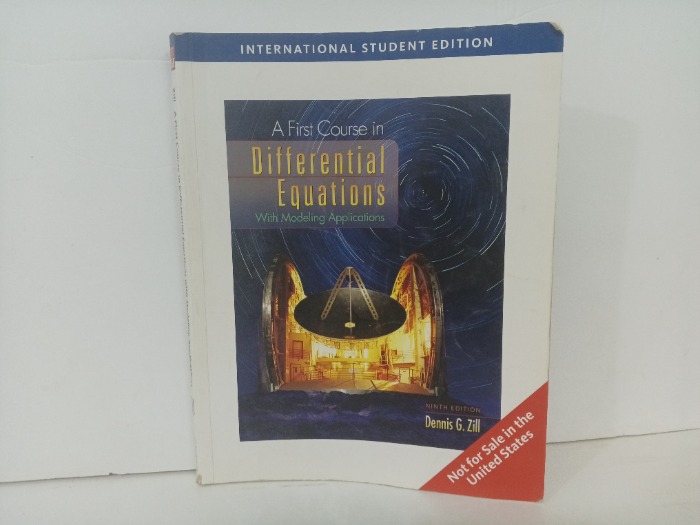 INTERNATIONAL STUDENT EDITION
A First Course in
Differential
Equations
With Modeling Applications
NINTH EDITION
Dennis G. Zill
Not for Sale in the
United States